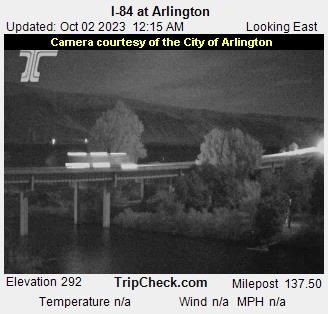 I-84 at Arlington
Updated: Oct 02 2023 12:15 AM Looking East
Camera courtesy of the City of Arlington
Elevation 292 TripCheck.com Milepost 137.50
Temperature n/a Wind n/a MPH n/a